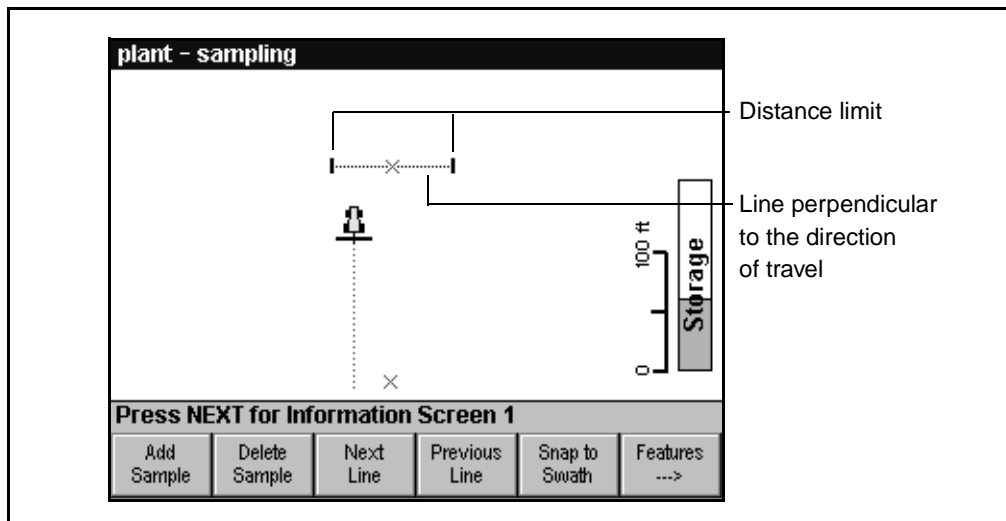 plant - sampling
Distance limit
Line perpendicular
to the direction
of travel
100 ft
0
Storage
Press NEXT for Information Screen 1
Add
Sample
Delete
Sample
Next
Line
Previous
Line
Snap to
Swath
Features
--->